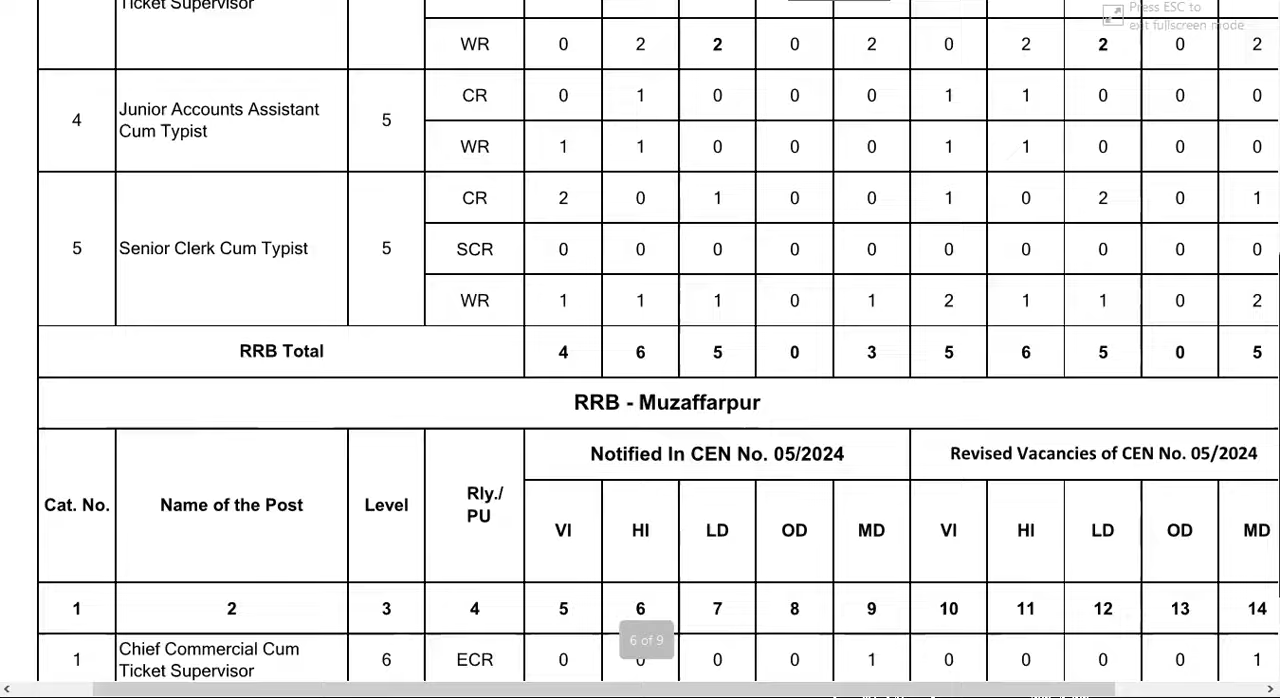 Ticket Supervisor
Press ESC to
exit fullscreen mode
WR 0 2 2 0 2 0 2 2 0 2
4 Junior Accounts Assistant Cum Typist 5 CR 0 1 0 0 0 1 1 0 0 0
WR 1 1 0 0 0 1 1 0 0 0
5 Senior Clerk Cum Typist 5 CR 2 0 1 0 0 1 0 2 0 1
SCR 0 0 0 0 0 0 0 0 0 0
WR 1 1 1 0 1 2 1 1 0 2
RRB Total 4 6 5 0 3 5 6 5 0 5
RRB - Muzaffarpur
Cat. No. Name of the Post Level Rly./ PU Notified In CEN No. 05/2024 Revised Vacancies of CEN No. 05/2024
VI HI LD OD MD VI HI LD OD MD
1 2 3 4 5 6 7 8 9 10 11 12 13 14
6 of 9
1 Chief Commercial Cum Ticket Supervisor 6 ECR 0 0 0 0 1 0 0 0 0 1